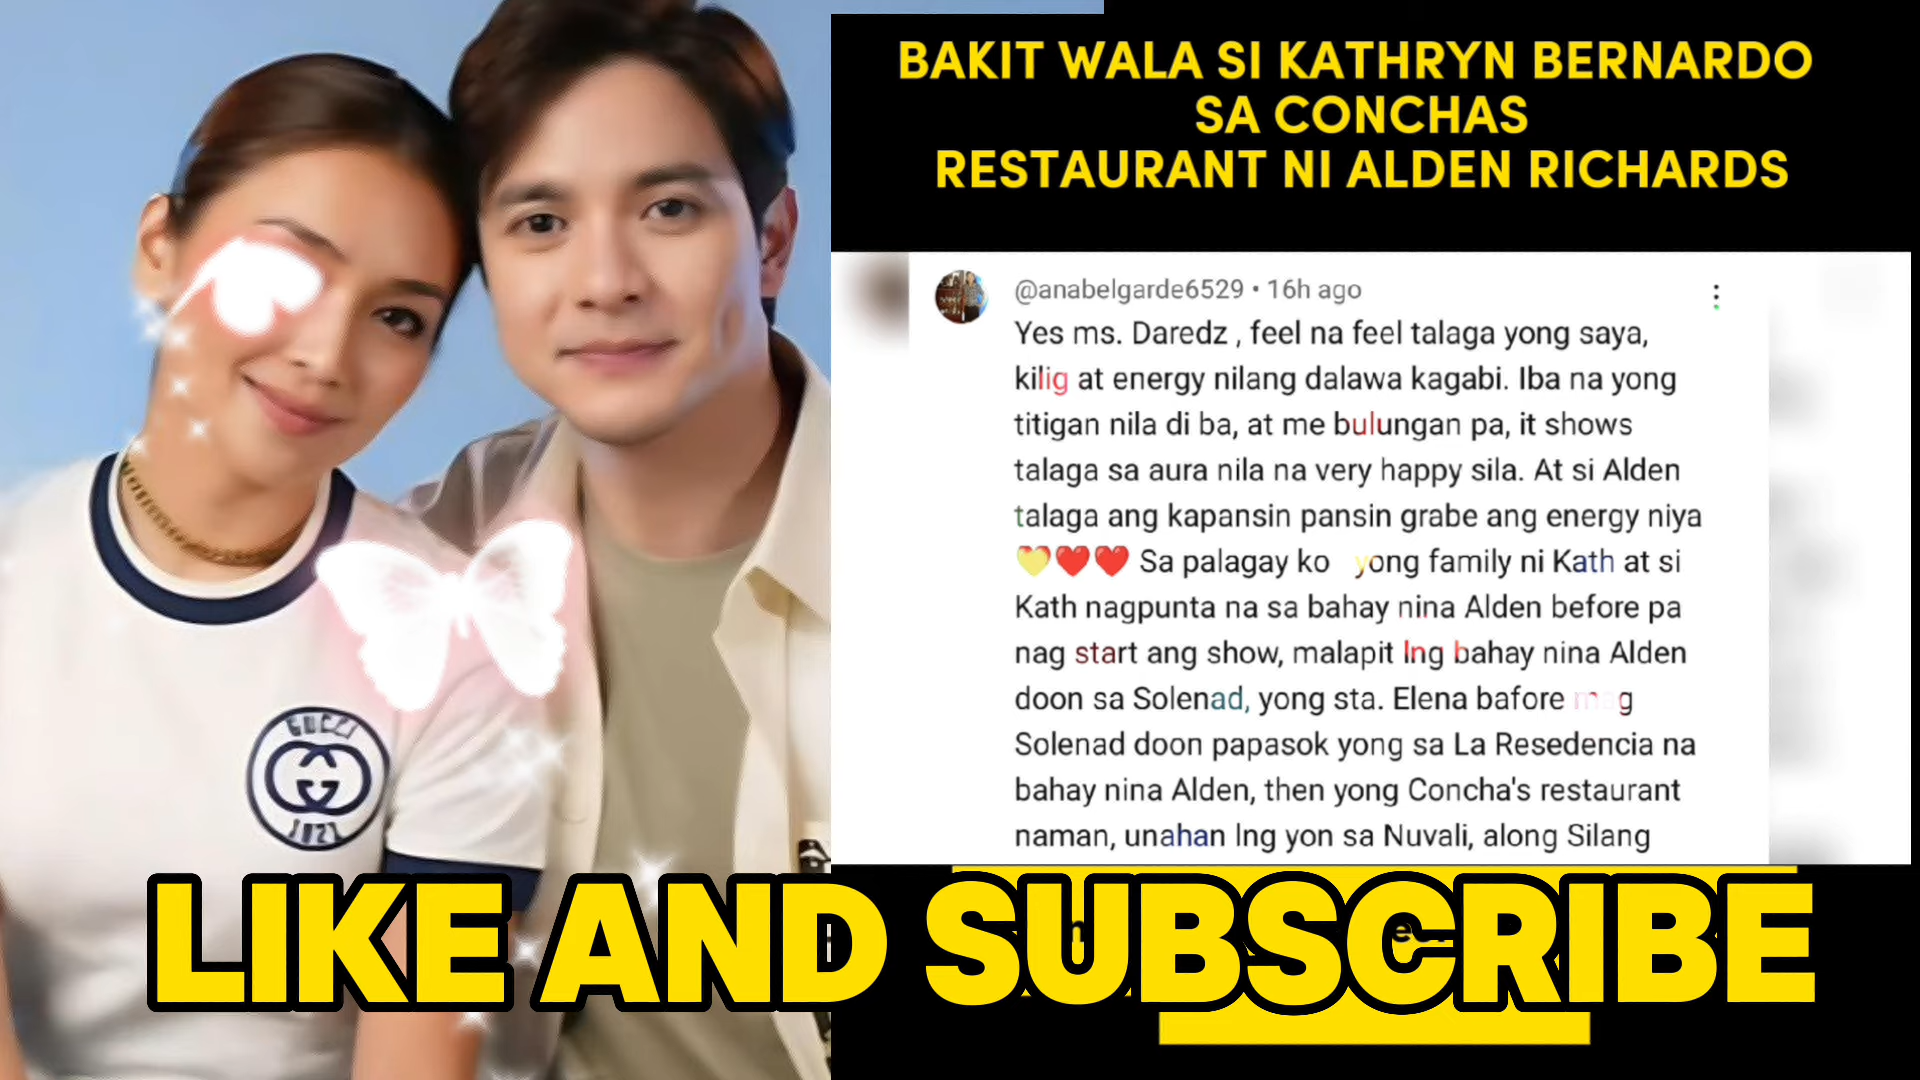 BAKIT WALA SI KATHRYN BERNARDO
SA CONCHAS
RESTAURANT NI ALDEN RICHARDS
@anabelgarde6529 • 16h ago
Yes ms. Daredz , feel na feel talaga yong saya,
kilig at energy nilang dalawa kagabi. Iba na yong
titigan nila di ba, at me bulungan pa, it shows
talaga sa aura nila na very happy sila. At si Alden
talaga ang kapansin pansin grabe ang energy niya
💛❤️❤️ Sa palagay ko yong family ni Kath at si
Kath nagpunta na sa bahay nina Alden before pa
nag start ang show, malapit lng bahay nina Alden
doon sa Solenad, yong sta. Elena bafore mag
Solenad doon papasok yong sa La Resedencia na
bahay nina Alden, then yong Concha's restaurant
naman, unahan lng yon sa Nuvali, along Silang
GUCCI
1921
LIKE AND SUBSCRIBE